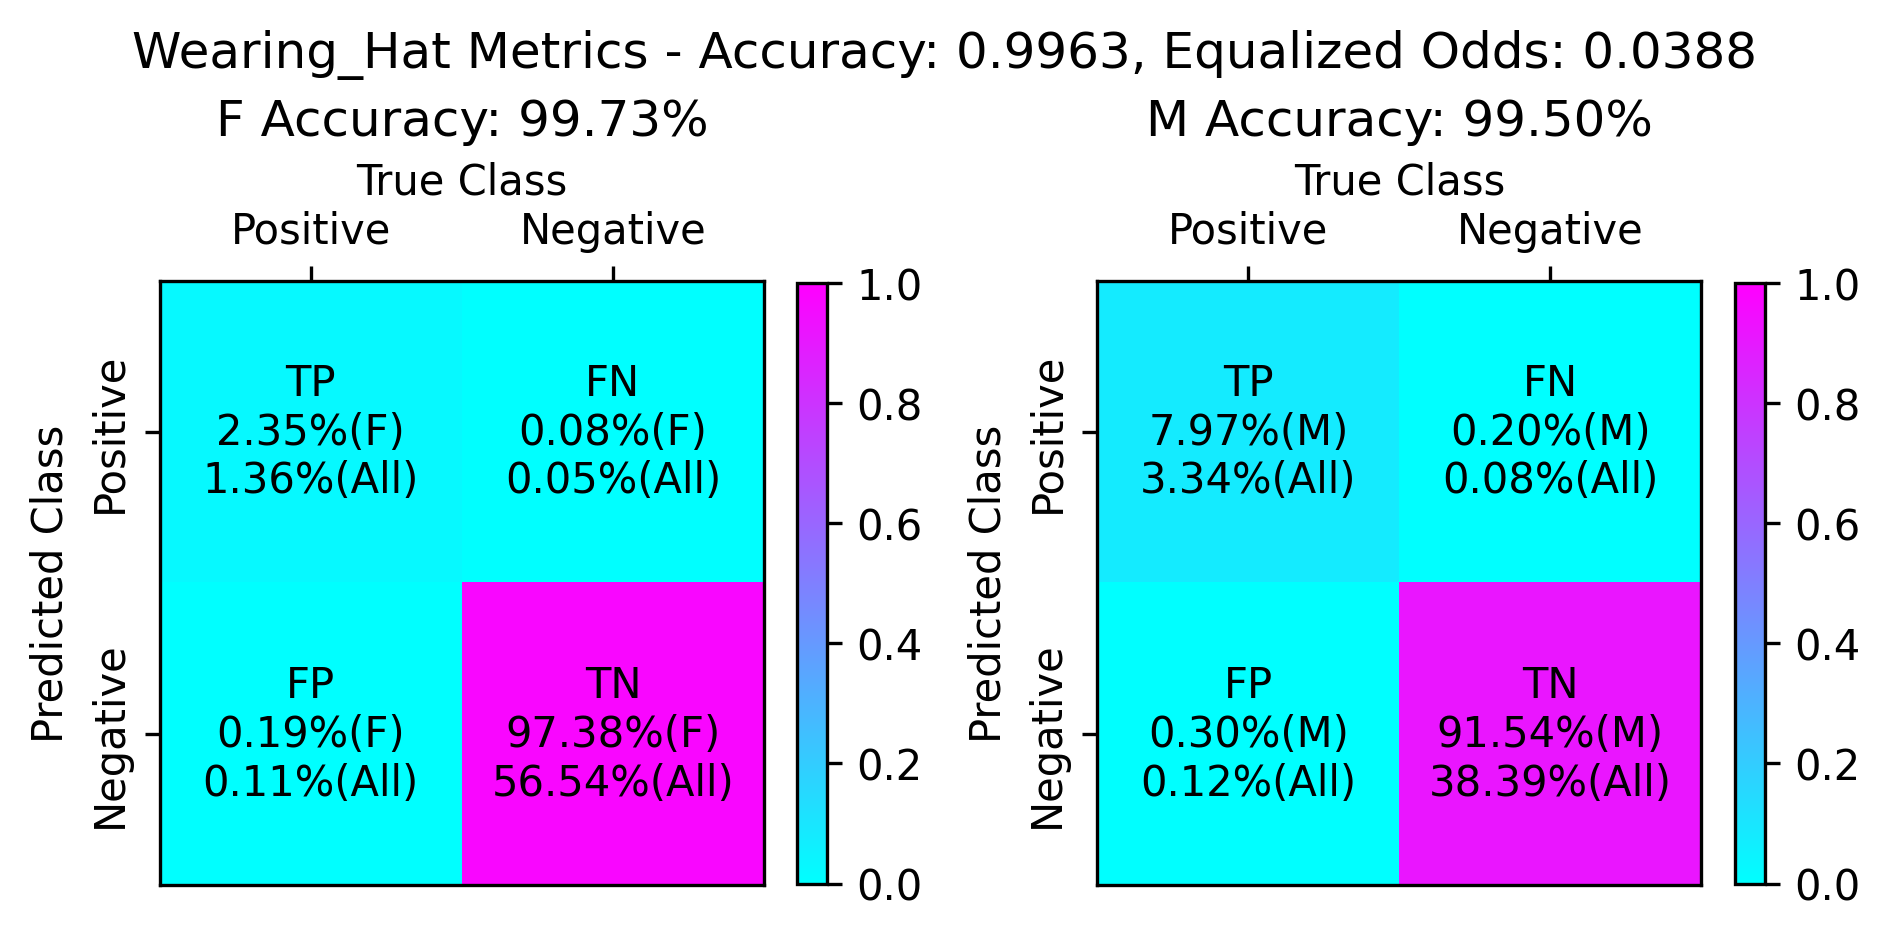 Wearing_Hat Metrics - Accuracy: 0.9963, Equalized Odds: 0.0388
F Accuracy: 99.73%
True Class
Positive Negative
Predicted Class
Positive
Negative
TP
2.35%(F)
1.36%(All)
FN
0.08%(F)
0.05%(All)
FP
0.19%(F)
0.11%(All)
TN
97.38%(F)
56.54%(All)
1.0
0.8
0.6
0.4
0.2
0.0
M Accuracy: 99.50%
True Class
Positive Negative
Predicted Class
Positive
Negative
TP
7.97%(M)
3.34%(All)
FN
0.20%(M)
0.08%(All)
FP
0.30%(M)
0.12%(All)
TN
91.54%(M)
38.39%(All)
1.0
0.8
0.6
0.4
0.2
0.0